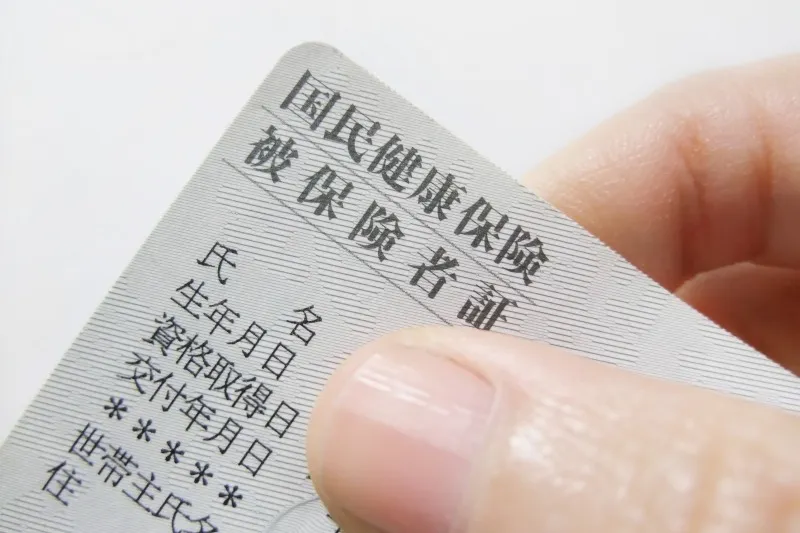 国民健康保険
被保険者証
氏名
生年月日
資格取得日
交付年月日
*****
世帯主氏名
住